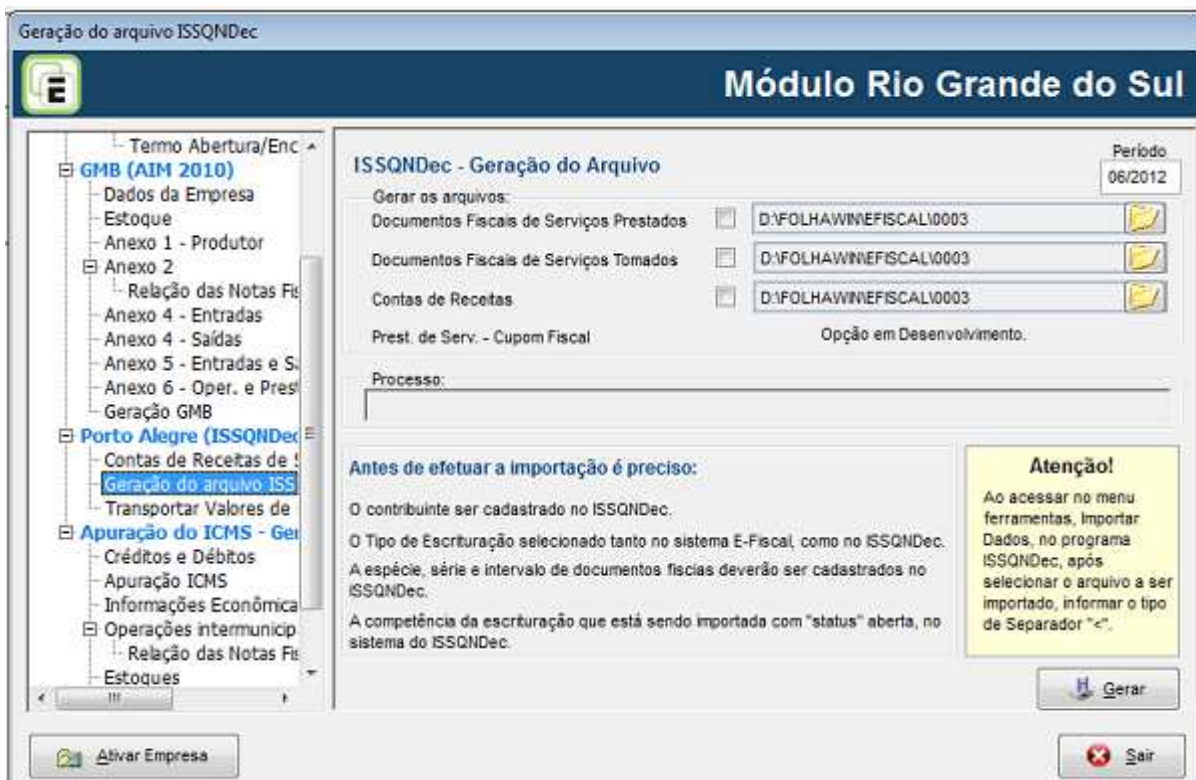 Geração do arquivo ISSQNDec
E
Módulo Rio Grande do Sul
Termo Abertura/Enc
GMB (AIM 2010)
Dados da Empresa
Estoque
Anexo 1 - Produtor
Anexo 2
Relação das Notas Fis
Anexo 4 - Entradas
Anexo 4 - Saídas
Anexo 5 - Entradas e Sa
Anexo 6 - Oper. e Prest
Geração GMB
Porto Alegre (ISSQNDec
Contas de Receitas de S
Geração do arquivo ISS
Transportar Valores de
Apuração do ICMS - Ger
Créditos e Débitos
Apuração ICMS
Informações Econômica
Operações intermunicip
Relação das Notas Fis
Estoques
ISSQNDec - Geração do Arquivo
Período
06/2012
Gerar os arquivos:
Documentos Fiscais de Serviços Prestados D:\FOLHAWIN\EFISCAL\0003
Documentos Fiscais de Serviços Tomados D:\FOLHAWIN\EFISCAL\0003
Contas de Receitas D:\FOLHAWIN\EFISCAL\0003
Prest. de Serv. - Cupom Fiscal Opção em Desenvolvimento.
Processo:
Antes de efetuar a importação é preciso:
O contribuinte ser cadastrado no ISSQNDec.
O Tipo de Escrituração selecionado tanto no sistema E-Fiscal, como no ISSQNDec.
A espécie, série e intervalo de documentos fiscias deverão ser cadastrados no
ISSQNDec.
A competência da escrituração que está sendo importada com "status" aberta, no
sistema do ISSQNDec.
Atenção!
Ao acessar no menu
ferramentas, Importar
Dados, no programa
ISSQNDec, após
selecionar o arquivo a ser
importado, informar o tipo
de Separador "<".
Gerar
Ativar Empresa
Sair